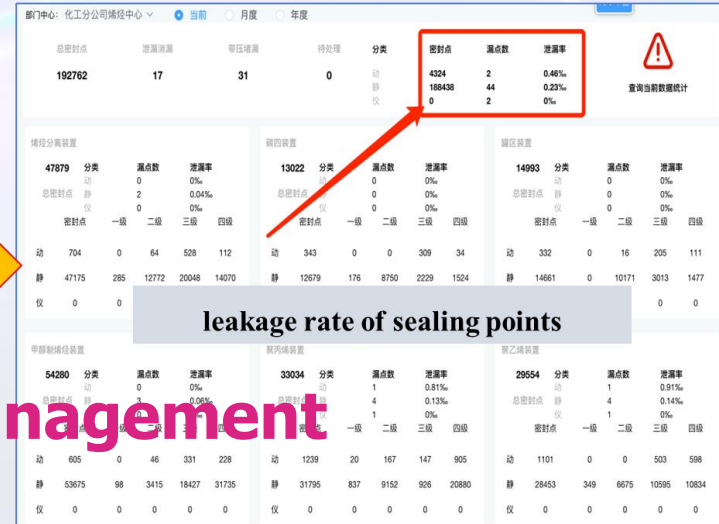 部门中心: 化工分公司烯烃中心 当前 月度 年度
总密封点 泄漏消漏 带压堵漏 待处理 分类 密封点 漏点数 泄漏率
192762 17 31 0 动 4324 2 0.46‰
静 188438 44 0.23‰
仪 0 2 0‰
查询当前数据统计
烯烃分离装置
47879 分类 漏点数 泄漏率
动 0 0‰
总密封点 静 2 0.04‰
仪 0 0‰
密封点 一级 二级 三级 四级
动 704 0 64 528 112
静 47175 285 12772 20048 14070
仪 0 0
碳四装置
13022 分类 漏点数 泄漏率
动 0 0‰
总密封点 静 0 0‰
仪 0 0‰
密封点 一级 二级 三级 四级
动 343 0 0 309 34
静 12679 176 8750 2229 1524
罐区装置
14993 分类 漏点数 泄漏率
动 0 0‰
总密封点 静 0 0‰
仪 0 0‰
密封点 一级 二级 三级 四级
动 332 0 16 205 111
静 14661 0 10171 3013 1477
0 0
leakage rate of sealing points
甲醇制烯烃装置
54280 分类 漏点数 泄漏率
动 0 0‰
静 3 0.06‰
nagement
动 605 0 46 331 228
静 53675 98 3415 18427 31735
仪 0 0 0 0 0
聚丙烯装置
33034 分类 漏点数 泄漏率
动 1 0.81‰
静 4 0.13‰
仪 1 0‰
一级 二级 三级 四级
动 1239 20 167 147 905
静 31795 837 9152 926 20880
仪 0 0 0 0 0
聚乙烯装置
29554 分类 漏点数 泄漏率
动 1 0.91‰
总密封点 静 4 0.14‰
仪 1 0‰
密封点 一级 二级 三级 四级
动 1101 0 0 503 598
静 28453 349 6675 10595 10834
仪 0 0 0 0 0